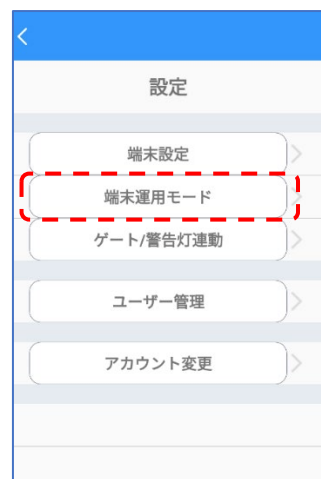 設定
端末設定
端末運用モード
ゲート/警告灯連動
ユーザー管理
アカウント変更